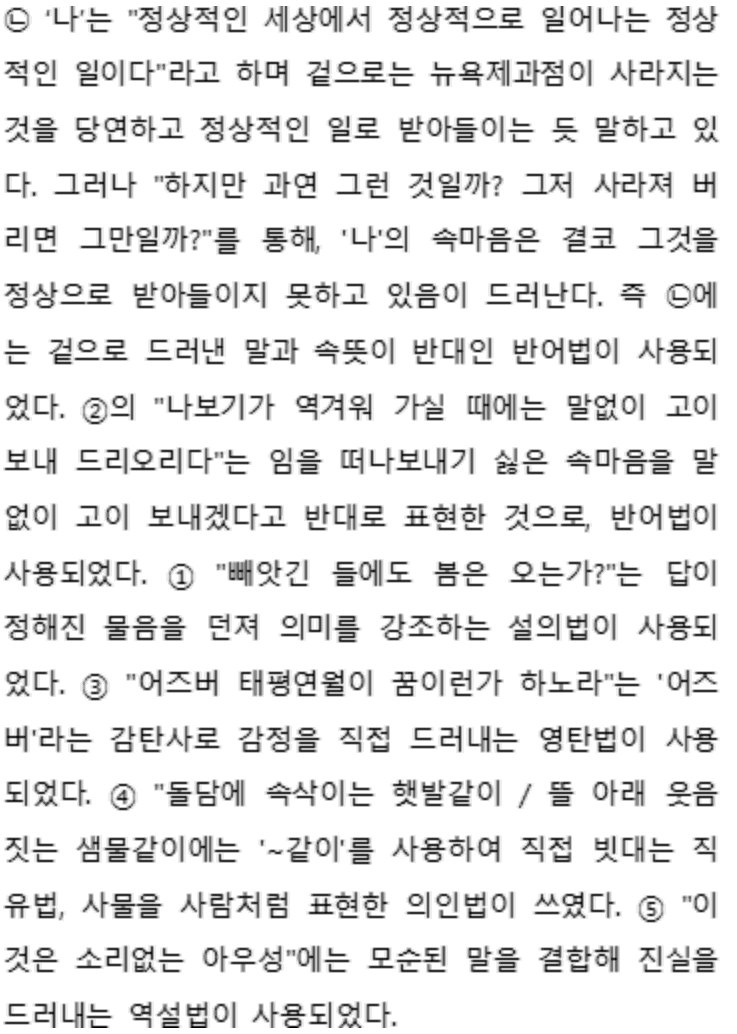 ㉡ '나'는 "정상적인 세상에서 정상적으로 일어나는 정상
적인 일이다"라고 하며 겉으로는 뉴욕제과점이 사라지는
것을 당연하고 정상적인 일로 받아들이는 듯 말하고 있
다. 그러나 "하지만 과연 그런 것일까? 그저 사라져 버
리면 그만일까?"를 통해, '나'의 속마음은 결코 그것을
정상으로 받아들이지 못하고 있음이 드러난다. 즉 ㉡에
는 겉으로 드러낸 말과 속뜻이 반대인 반어법이 사용되
었다. ②의 "나보기가 역겨워 가실 때에는 말없이 고이
보내 드리오리다"는 임을 떠나보내기 싫은 속마음을 말
없이 고이 보내겠다고 반대로 표현한 것으로, 반어법이
사용되었다. ① "빼앗긴 들에도 봄은 오는가?"는 답이
정해진 물음을 던져 의미를 강조하는 설의법이 사용되
었다. ③ "어즈버 태평연월이 꿈이런가 하노라"는 '어즈
버'라는 감탄사로 감정을 직접 드러내는 영탄법이 사용
되었다. ④ "돌담에 속삭이는 햇발같이 / 뜰 아래 웃음
짓는 샘물같이에는 '~같이'를 사용하여 직접 빗대는 직
유법, 사물을 사람처럼 표현한 의인법이 쓰였다. ⑤ "이
것은 소리없는 아우성"에는 모순된 말을 결합해 진실을
드러내는 역설법이 사용되었다.